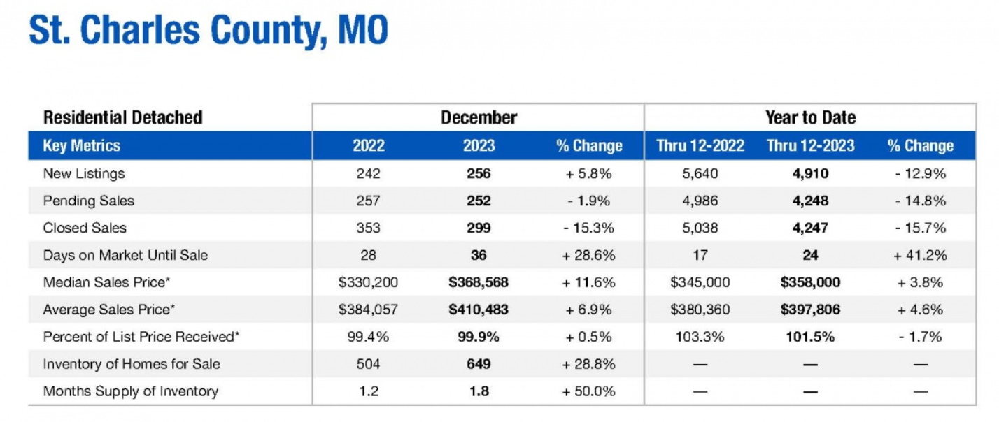 St. Charles County, MO
Residential Detached December Year to Date
Key Metrics 2022 2023 % Change Thru 12-2022 Thru 12-2023 % Change
New Listings 242 256 + 5.8% 5,640 4,910 - 12.9%
Pending Sales 257 252 - 1.9% 4,986 4,248 - 14.8%
Closed Sales 353 299 - 15.3% 5,038 4,247 - 15.7%
Days on Market Until Sale 28 36 + 28.6% 17 24 + 41.2%
Median Sales Price* $330,200 $368,568 + 11.6% $345,000 $358,000 + 3.8%
Average Sales Price* $384,057 $410,483 + 6.9% $380,360 $397,806 + 4.6%
Percent of List Price Received* 99.4% 99.9% + 0.5% 103.3% 101.5% - 1.7%
Inventory of Homes for Sale 504 649 + 28.8% — — —
Months Supply of Inventory 1.2 1.8 + 50.0% — — —